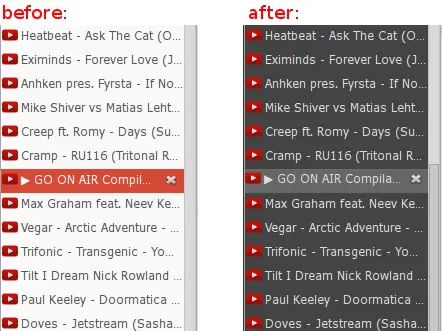 before:
Heatbeat - Ask The Cat (O...
Eximinds - Forever Love (J...
Anhken pres. Fyrsta - If No...
Mike Shiver vs Matias Leht...
Creep ft. Romy - Days (Su...
Cramp - RU116 (Tritonal R...
▶ GO ON AIR Compil...
Max Graham feat. Neev Ke...
Vegar - Arctic Adventure - ...
Trifonic - Transgenic - Yo...
Tilt I Dream Nick Rowland ...
Paul Keeley - Doormatica ...
Doves - Jetstream (Sasha...
after:
Heatbeat - Ask The Cat (O...
Eximinds - Forever Love (J...
Anhken pres. Fyrsta - If No...
Mike Shiver vs Matias Leht...
Creep ft. Romy - Days (Su...
Cramp - RU116 (Tritonal R...
▶ GO ON AIR Compila...
Max Graham feat. Neev Ke...
Vegar - Arctic Adventure - ...
Trifonic - Transgenic - Yo...
Tilt I Dream Nick Rowland ...
Paul Keeley - Doormatica ...
Doves - Jetstream (Sasha...